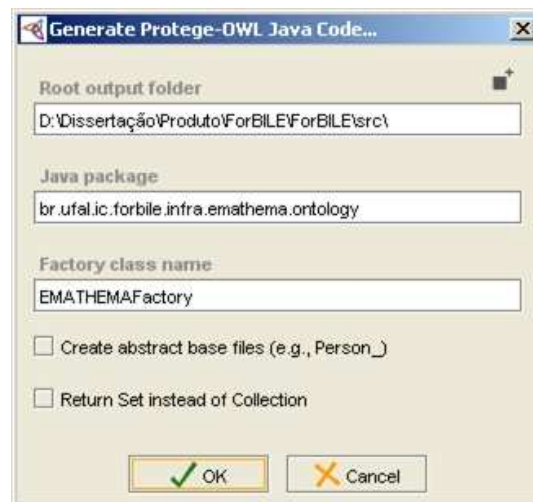 Generate Protege-OWL Java Code...
Root output folder
D:\Dissertação\Produto\ForBILE\ForBILE\src\
Java package
br.ufal.ic.forbile.infra.emathema.ontology
Factory class name
EMATHEMAFactory
Create abstract base files (e.g., Person_)
Return Set instead of Collection
OK
Cancel